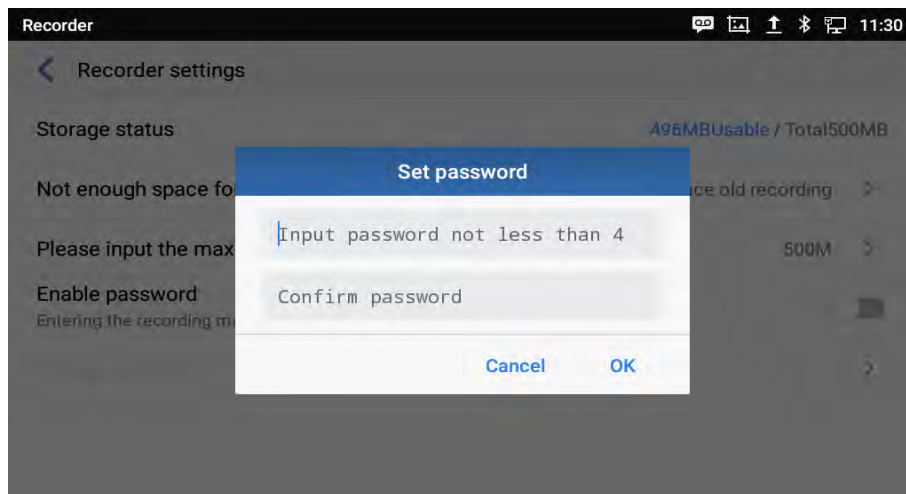 Recorder 11:30
Recorder settings
Storage status 496MBUsable / Total500MB
Set password
Not enough space fo ce old recording
Input password not less than 4
Please input the max 500M
Enable password
Confirm password
Entering the recording m
Cancel OK